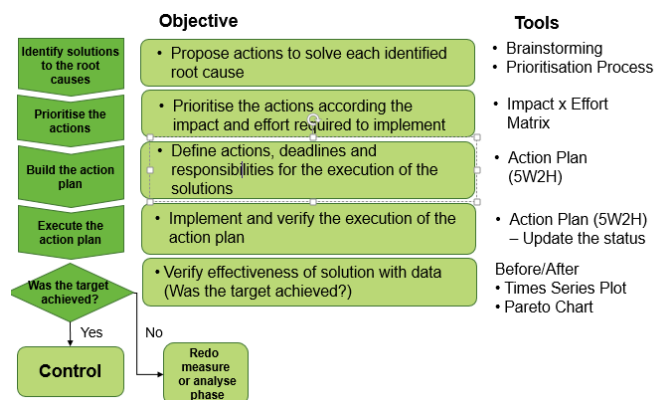 Objective
Tools
Identify solutions
to the root
causes
• Propose actions to solve each identified
root cause
• Brainstorming
• Prioritisation Process
Prioritise the
actions
• Prioritise the actions according the
impact and effort required to implement
• Impact x Effort
Matrix
Build the action
plan
• Define actions, deadlines and
responsibilities for the execution of the
solutions
• Action Plan
(5W2H)
Execute the
action plan
• Implement and verify the execution of the
action plan
• Action Plan (5W2H)
– Update the status
Was the target
achieved?
• Verify effectiveness of solution with data
(Was the target achieved?)
Before/After
• Times Series Plot
• Pareto Chart
Yes
No
Control
Redo
measure
or analyse
phase